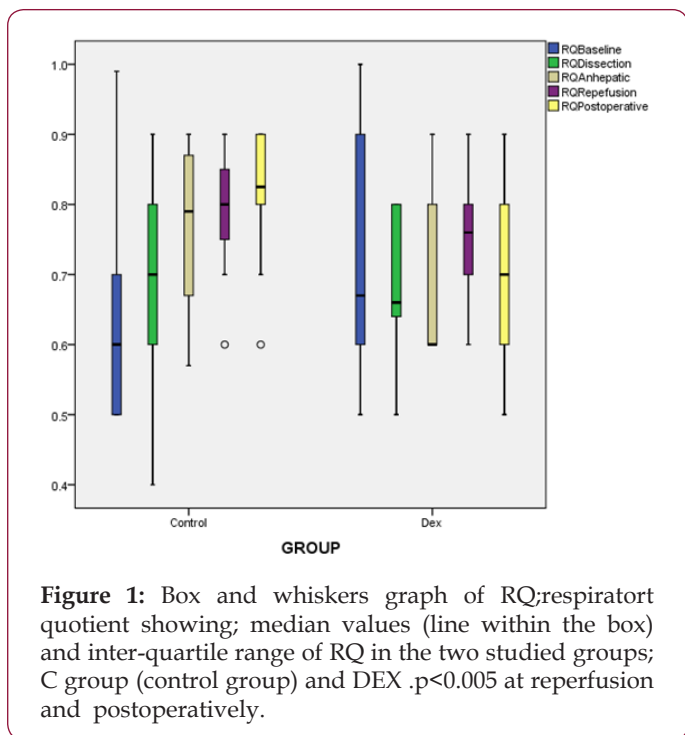 RQBaseline
RQDissection
RQAnhepatic
RQRepefusion
RQPostoperative
1.0
0.9
0.8
0.7
0.6
0.5
0.4
Control
Dex
GROUP
Figure 1: Box and whiskers graph of RQ;respiratort
quotient showing; median values (line within the box)
and inter-quartile range of RQ in the two studied groups;
C group (control group) and DEX .p<0.005 at reperfusion
and postoperatively.